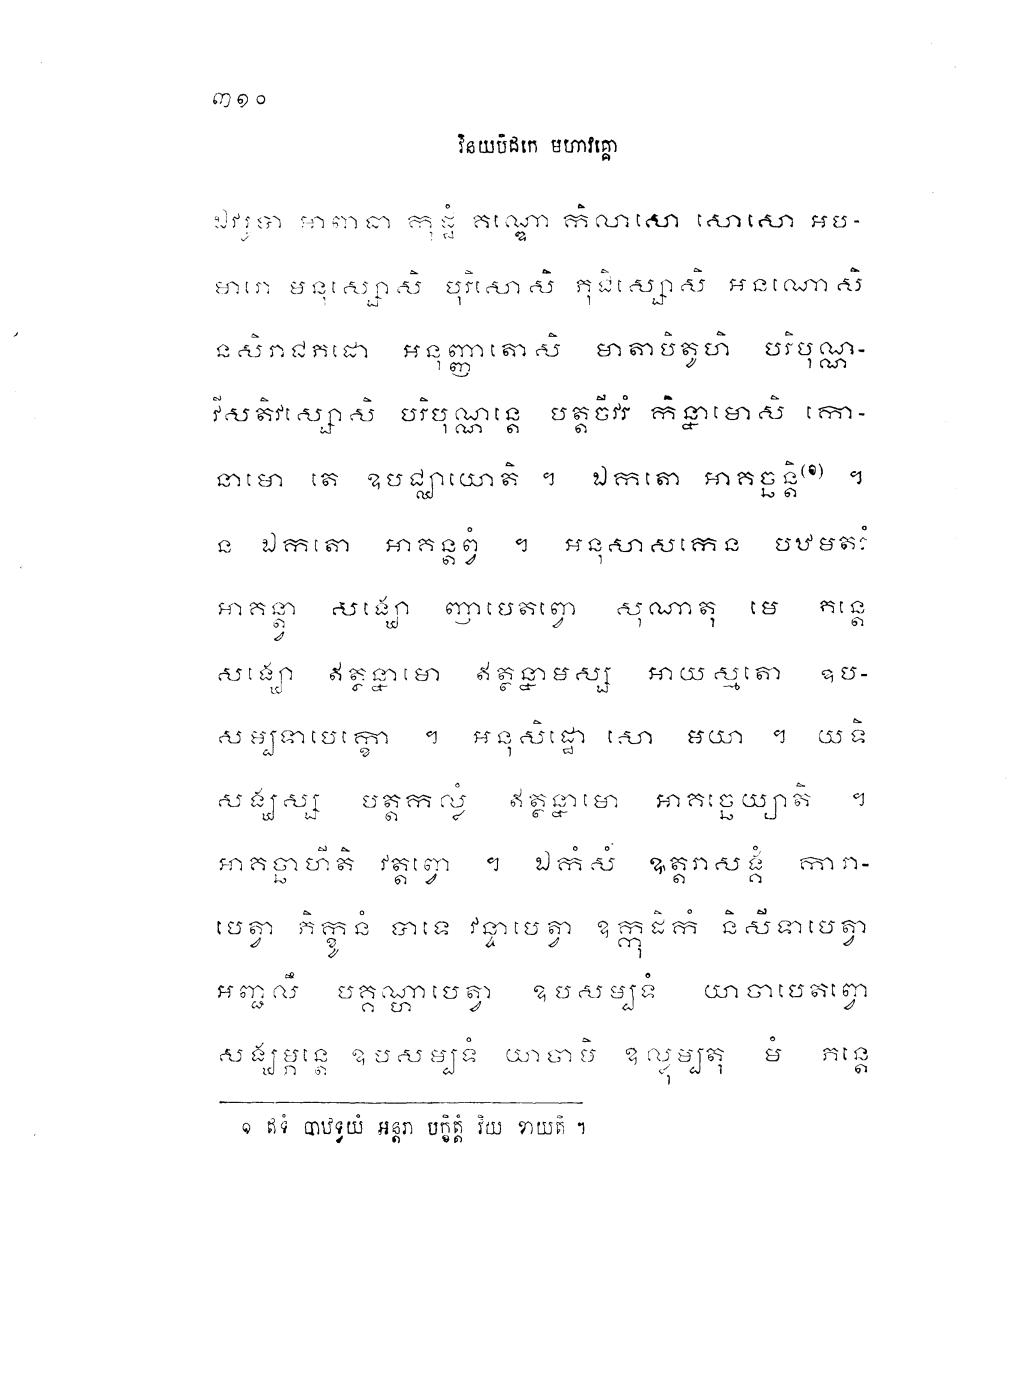 ៣១០
វិនយបិដកេ មហាវគ្គោ
ឯវរូបា អាពាធា កុដ្ឋំ គណ្ឌោ កិលាសោ សោសោ អប-
មារោ មនុស្សោសិ បុរិសោសិ ភុជិស្សោសិ អនណោសិ
នសិរាជភដោ អនុញ្ញាតោសិ មាតាបិតូហិ បរិបុណ្ណ-
វីសតិវស្សោសិ បរិបុណ្ណន្តេ បត្តចីវរំ កិន្នាមោសិ កោ-
នាមោ តេ ឧបជ្ឈាយោតិ ។ ឯកតោ អាគច្ឆន្តិ(១) ។
ន ឯកតោ អាគន្តព្វំ ។ អនុសាសកេន បឋមតរំ
អាគន្ត្វា សង្ឃោ ញាបេតព្វោ សុណាតុ មេ ភន្តេ
សង្ឃោ ឥត្ថន្នាមោ ឥត្ថន្នាមស្ស អាយស្មតោ ឧប-
សម្បទាបេក្ខោ ។ អនុសិដ្ឋោ សោ មយា ។ យទិ
សង្ឃស្ស បត្តកល្លំ ឥត្ថន្នាមោ អាគច្ឆេយ្យាតិ ។
អាគច្ឆាហីតិ វត្តព្វោ ។ ឯកំសំ ឧត្តរាសង្គំ ការា-
បេត្វា ភិក្ខូនំ បាទេ វន្ទាបេត្វា ឧក្កុដិកំ និសីទាបេត្វា
អញ្ជលឹ បគ្គណ្ហាបេត្វា ឧបសម្បទំ យាចាបេតព្វោ
សង្ឃម្ភន្តេ ឧបសម្បទំ យាចាមិ ឧល្លុម្បតុ មំ ភន្តេ
១ ឥទំ បាឋទ្វយំ អន្តរា បក្ខិត្តំ វិយ ខាយតិ ។